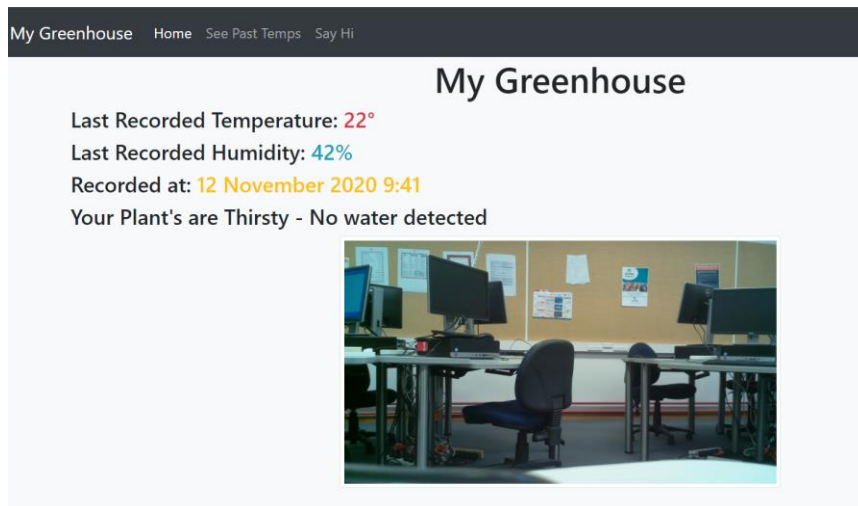 My Greenhouse Home See Past Temps Say Hi
My Greenhouse
Last Recorded Temperature: 22°
Last Recorded Humidity: 42%
Recorded at: 12 November 2020 9:41
Your Plant's are Thirsty - No water detected